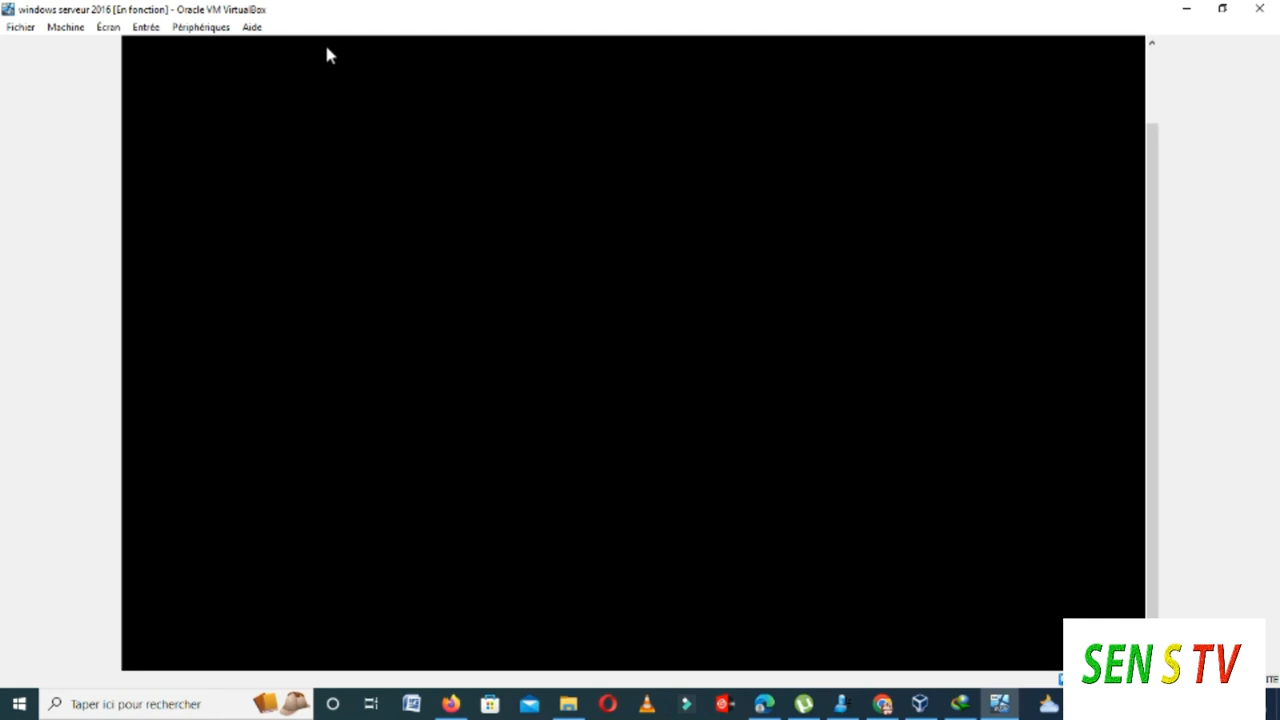 windows serveur 2016 [En fonction] - Oracle VM VirtualBox
Fichier Machine Écran Entrée Périphériques Aide
SEN S TV
Taper ici pour rechercher